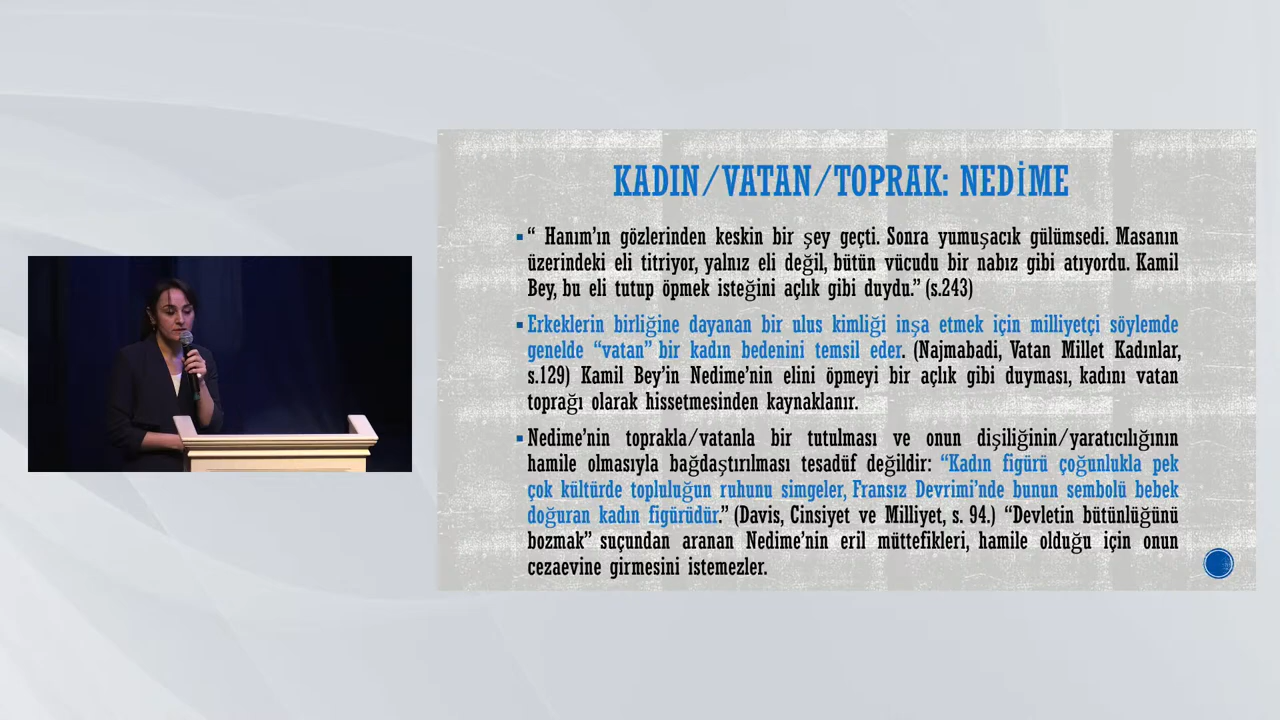 KADIN/VATAN/TOPRAK: NEDİME
“ Hanım’ın gözlerinden keskin bir şey geçti. Sonra yumuşacık gülümsedi. Masanın
üzerindeki eli titriyor, yalnız eli değil, bütün vücudu bir nabız gibi atıyordu. Kamil
Bey, bu eli tutup öpmek isteğini açlık gibi duydu.” (s.243)
Erkeklerin birliğine dayanan bir ulus kimliği inşa etmek için milliyetçi söylemde
genelde “vatan” bir kadın bedenini temsil eder. (Najmabadi, Vatan Millet Kadınlar,
s.129) Kamil Bey’in Nedime’nin elini öpmeyi bir açlık gibi duyması, kadını vatan
toprağı olarak hissetmesinden kaynaklanır.
Nedime’nin toprakla/vatanla bir tutulması ve onun dişiliğinin/yaratıcılığının
hamile olmasıyla bağdaştırılması tesadüf değildir: “Kadın figürü çoğunlukla pek
çok kültürde topluluğun ruhunu simgeler, Fransız Devrimi’nde bunun sembolü bebek
doğuran kadın figürüdür.” (Davis, Cinsiyet ve Milliyet, s. 94.) “Devletin bütünlüğünü
bozmak” suçundan aranan Nedime’nin eril müttefikleri, hamile olduğu için onun
cezaevine girmesini istemezler.